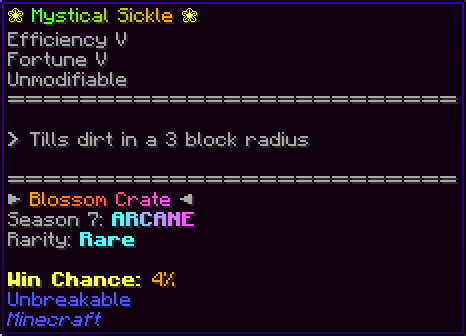 ❀ Mystical Sickle ❀
Efficiency V
Fortune V
Unmodifiable
===================================
> Tills dirt in a 3 block radius
===================================
► Blossom Crate ◄
Season 7: ARCANE
Rarity: Rare
Win Chance: 4%
Unbreakable
Minecraft